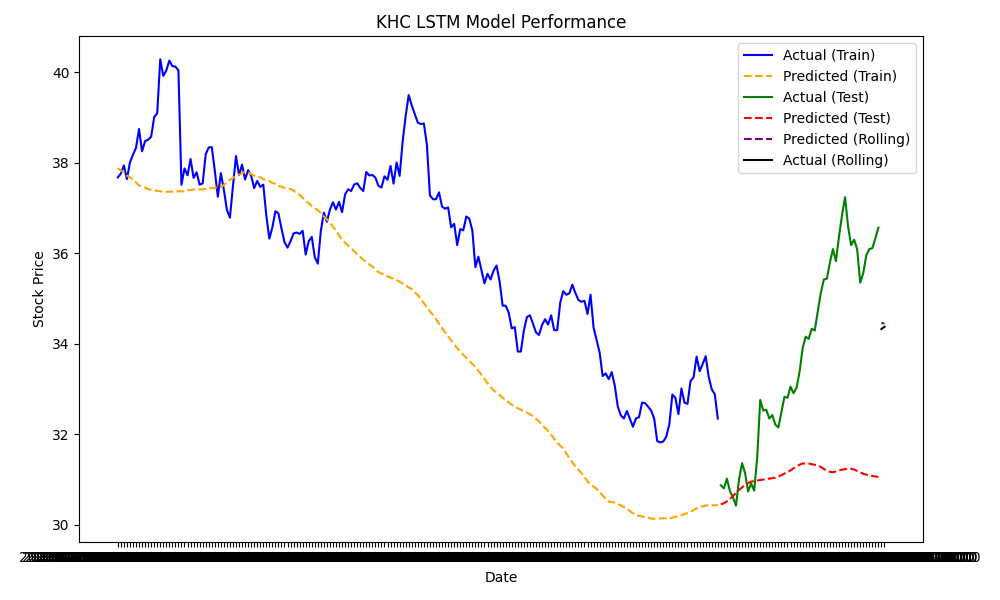 KHC LSTM Model Performance
Actual (Train)
Predicted (Train)
Actual (Test)
Predicted (Test)
Predicted (Rolling)
Actual (Rolling)
40
38
36
34
32
30
Stock Price
Date